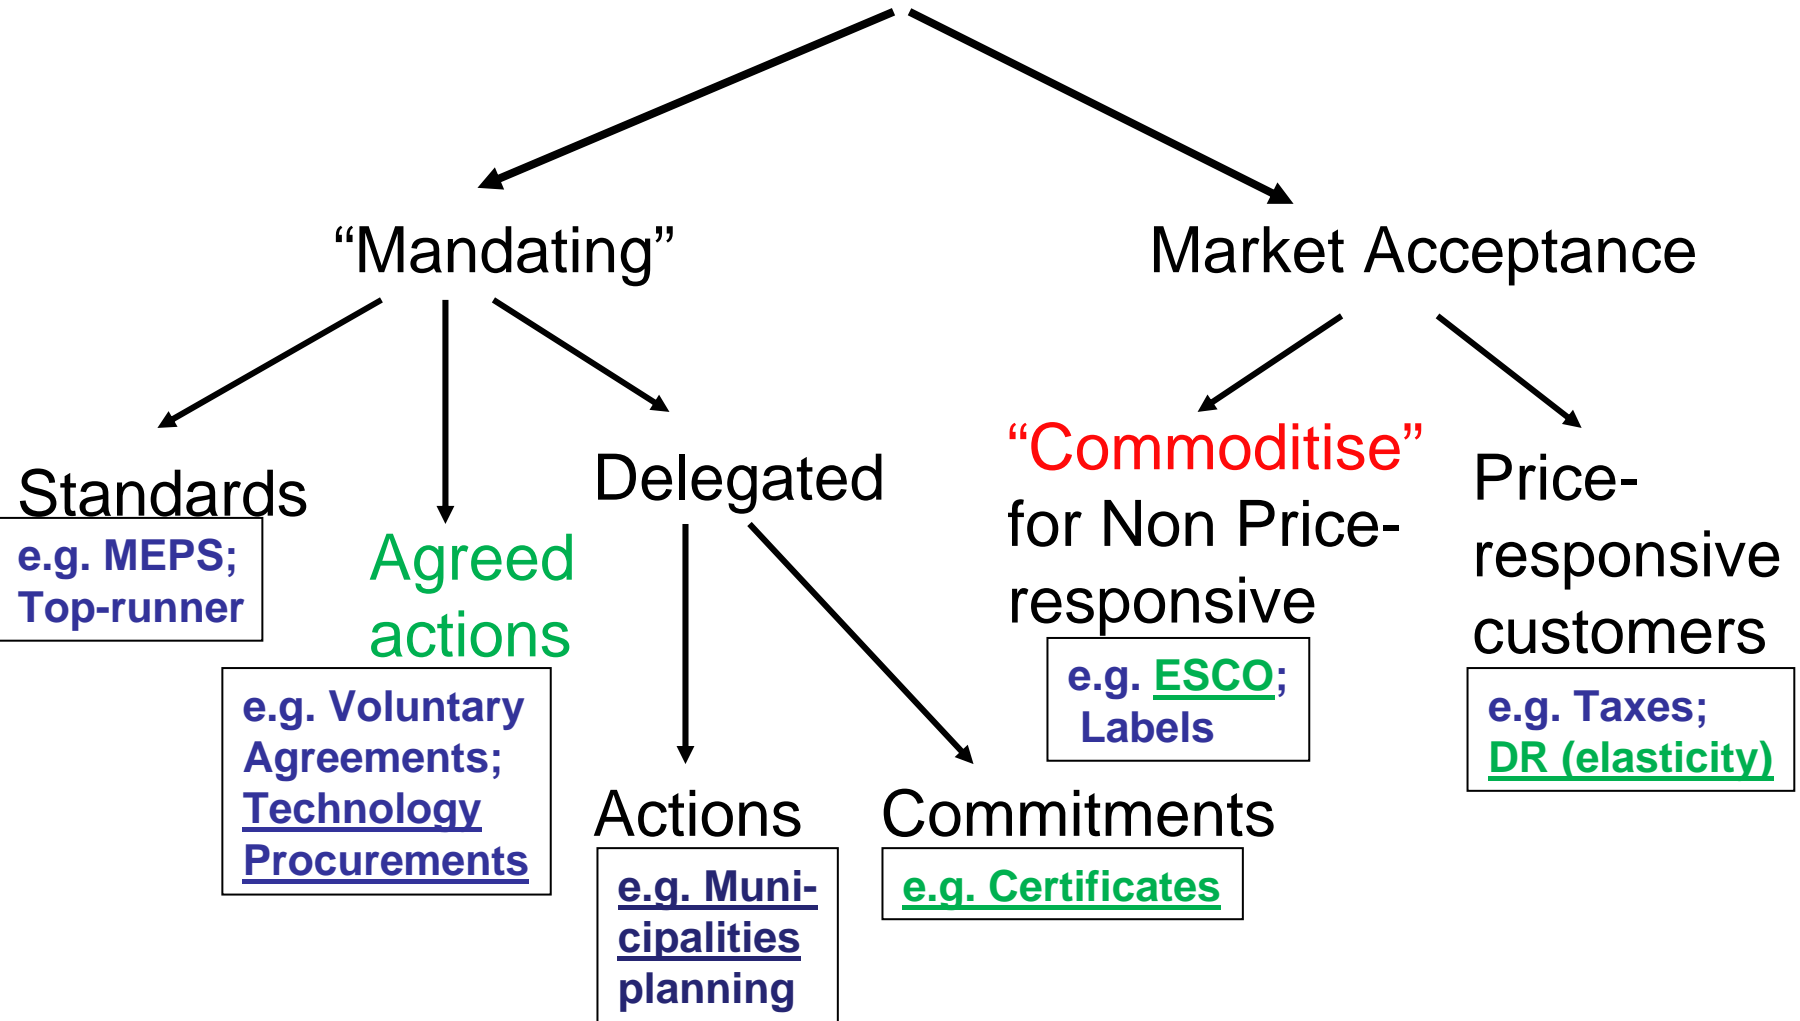 “Mandating”
Market Acceptance
Standards
e.g. MEPS;
Top-runner
Agreed
actions
e.g. Voluntary
Agreements;
Technology
Procurements
Delegated
Actions
e.g. Muni-
cipalities
planning
Commitments
e.g. Certificates
“Commoditise”
for Non Price-
responsive
e.g. ESCO;
Labels
Price-
responsive
customers
e.g. Taxes;
DR (elasticity)